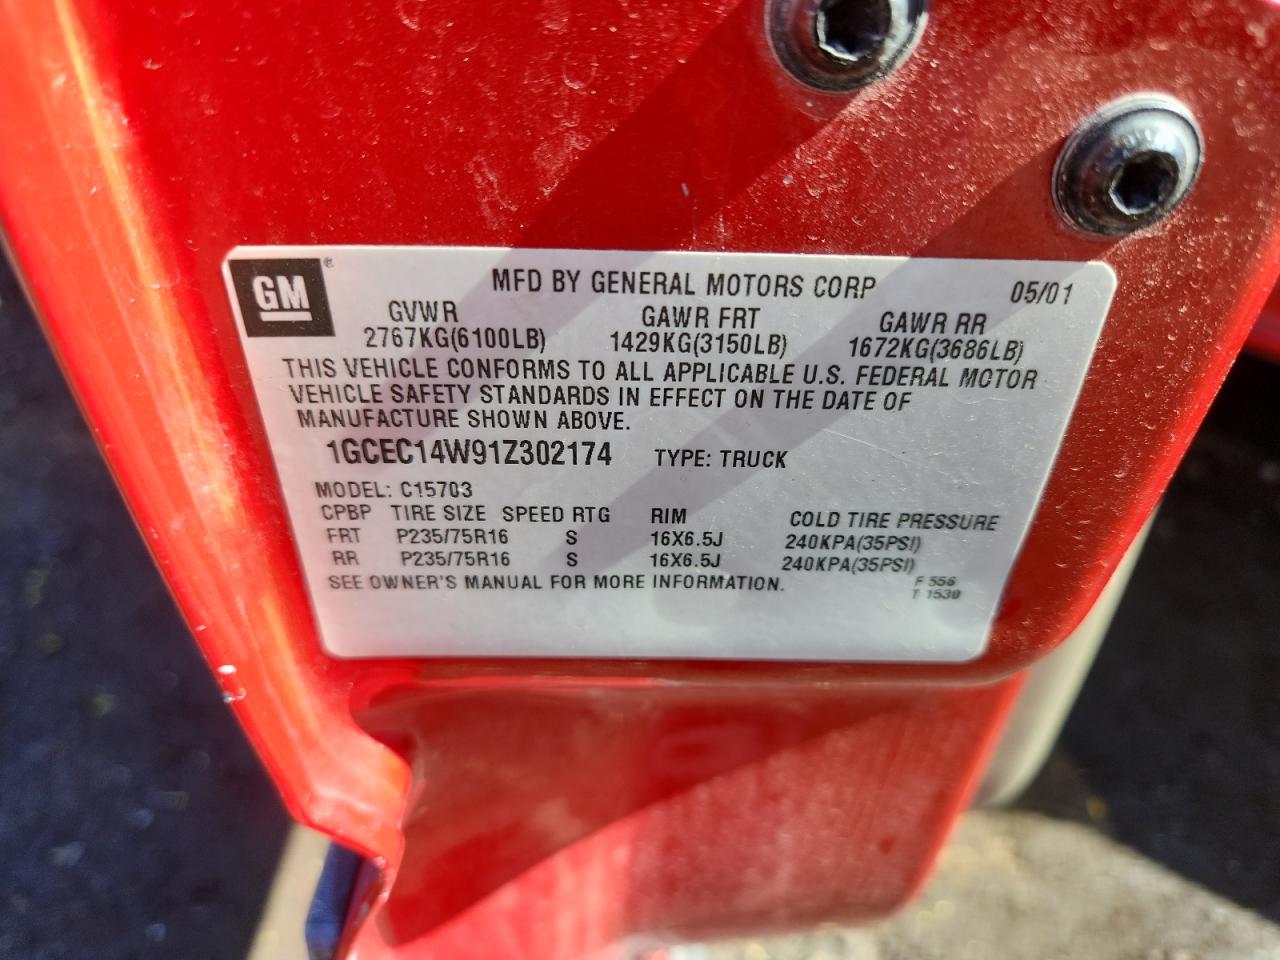 GM ®
MFD BY GENERAL MOTORS CORP 05/01
GVWR GAWR FRT GAWR RR
2767KG(6100LB) 1429KG(3150LB) 1672KG(3686LB)
THIS VEHICLE CONFORMS TO ALL APPLICABLE U.S. FEDERAL MOTOR
VEHICLE SAFETY STANDARDS IN EFFECT ON THE DATE OF
MANUFACTURE SHOWN ABOVE.
1GCEC14W91Z302174 TYPE: TRUCK
MODEL: C15703
CPBP TIRE SIZE SPEED RTG RIM COLD TIRE PRESSURE
FRT P235/75R16 S 16X6.5J 240KPA(35PSI)
RR P235/75R16 S 16X6.5J 240KPA(35PSI)
SEE OWNER'S MANUAL FOR MORE INFORMATION.
F 556
T 1530